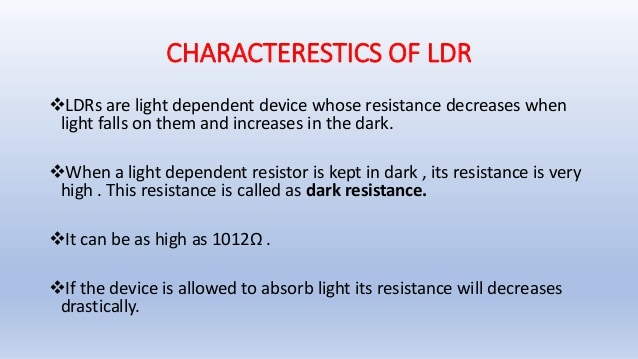 CHARACTERESTICS OF LDR
❖LDRs are light dependent device whose resistance decreases when
light falls on them and increases in the dark.
❖When a light dependent resistor is kept in dark , its resistance is very
high . This resistance is called as dark resistance.
❖It can be as high as 1012Ω .
❖If the device is allowed to absorb light its resistance will decreases
drastically.